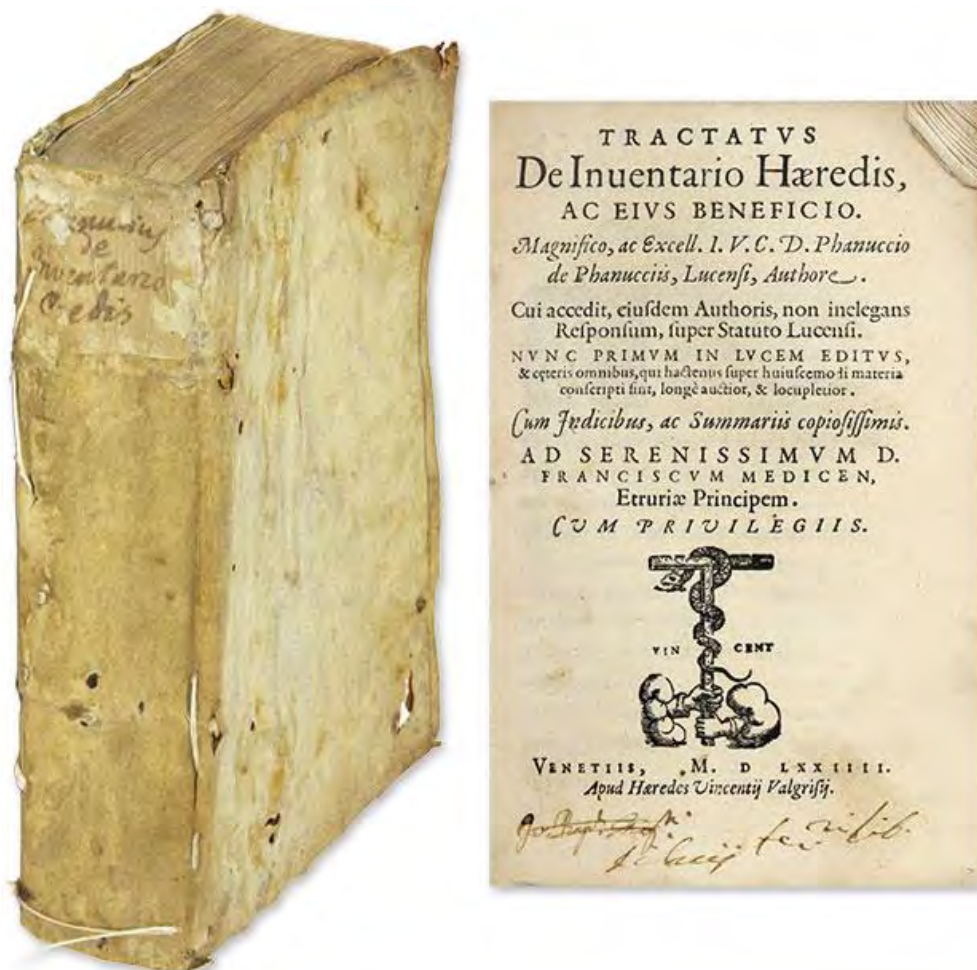 de
Inventario
TRACTATVS
De Inuentario Hæredis,
AC EIVS BENEFICIO.
Magnifico, ac Excell. I. V. C. D. Phanuccio
de Phanucciis, Lucensi, Authore.
Cui accedit, eiuſdem Authoris, non inelegans
Reſponſum, ſuper Statuto Lucenſi.
NVNC PRIMVM IN LVCEM EDITVS,
& cęteris omnibus, qui hactenus ſuper huiuſcemodi materia
conſcripti ſint, longè auctior, & locupletior.
Cum Indicibus, ac Summariis copioſiſſimis.
AD SERENISSIMVM D.
FRANCISCVM MEDICEN,
Etruriæ Principem.
CVM PRIVILEGIIS.
VIN CENT
VENETIIS, M. D LXXIIII.
Apud Hæredes Vincentij Valgriſij.